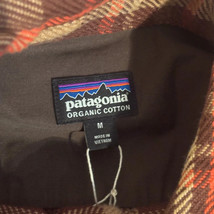 patagonia
ORGANIC COTTON
M
MADE IN
VIETNAM